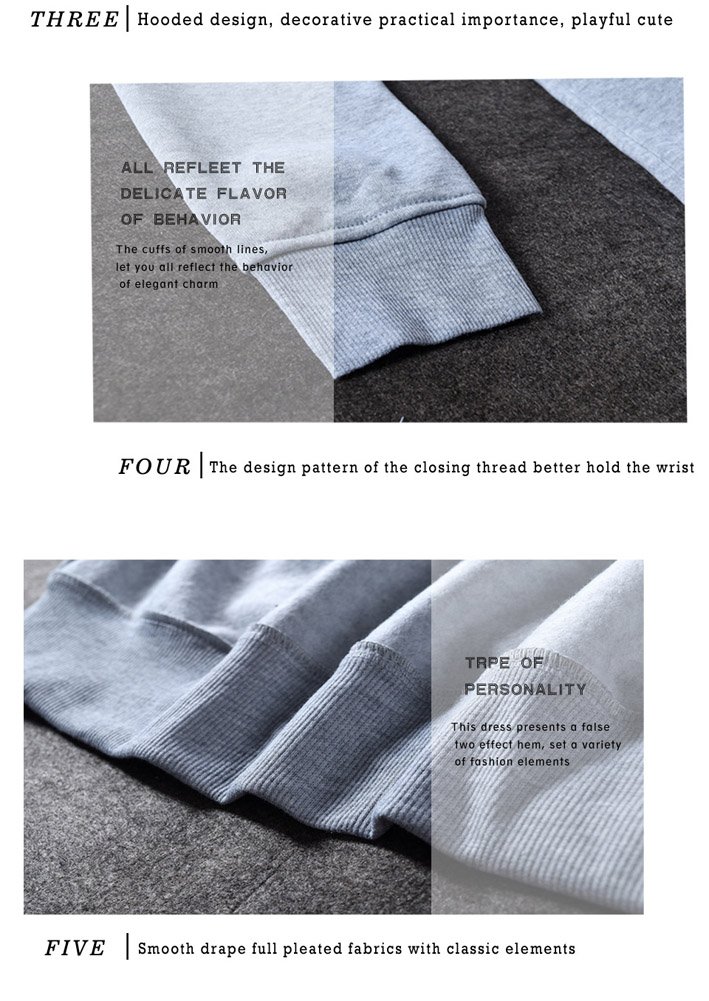 THREE | Hooded design, decorative practical importance, playful cute
ALL REFLEET THE
DELICATE FLAVOR
OF BEHAVIOR
The cuffs of smooth lines,
let you all reflect the behavior
of elegant charm
FOUR | The design pattern of the closing thread better hold the wrist
TRPE OF
PERSONALITY
This dress presents a false
two effect hem, set a variety
of fashion elements
FIVE | Smooth drape full pleated fabrics with classic elements